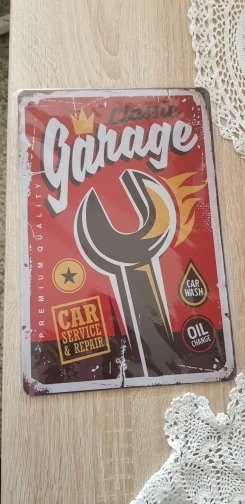 Classic
Garage
PREMIUM QUALITY
CAR
WASH
CAR
SERVICE
& REPAIR
OIL
CHANGE